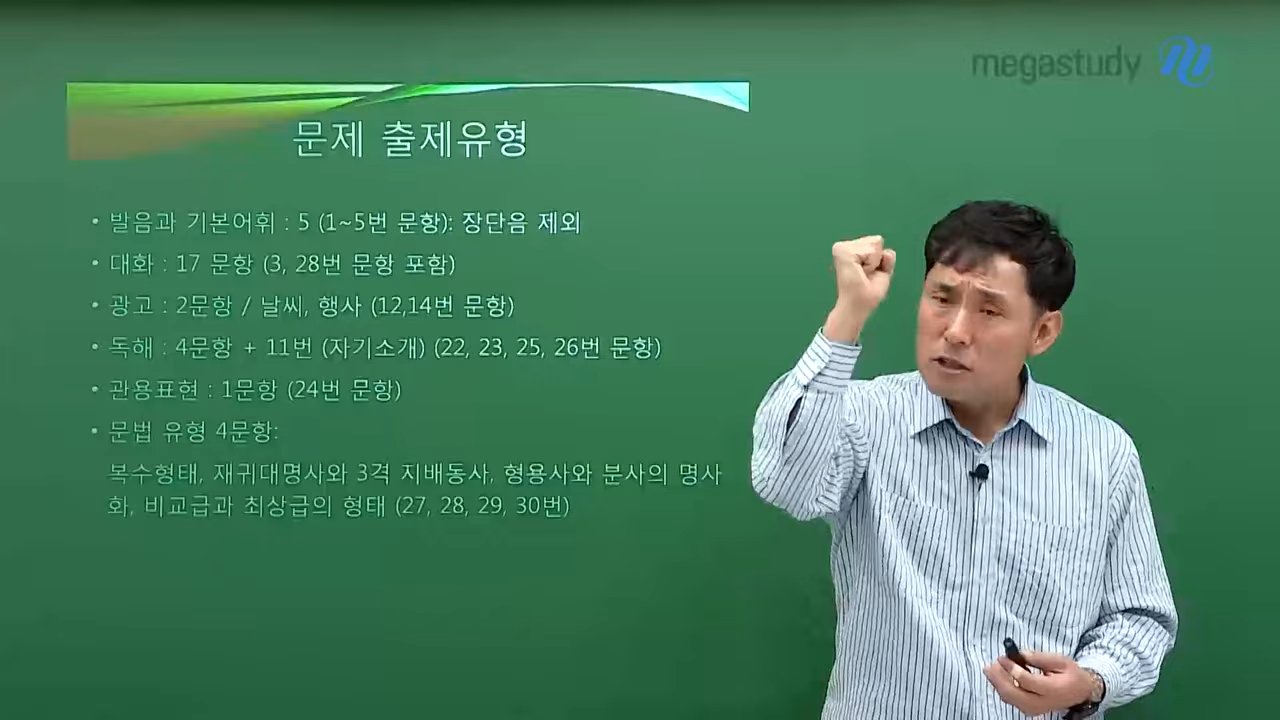 megastudy
문제 출제유형
• 발음과 기본어휘 : 5 (1~5번 문항): 장단음 제외
• 대화 : 17 문항 (3, 28번 문항 포함)
• 광고 : 2문항 / 날씨, 행사 (12,14번 문항)
• 독해 : 4문항 + 11번 (자기소개) (22, 23, 25, 26번 문항)
• 관용표현 : 1문항 (24번 문항)
• 문법 유형 4문항:
복수형태, 재귀대명사와 3격 지배동사, 형용사와 분사의 명사
화, 비교급과 최상급의 형태 (27, 28, 29, 30번)